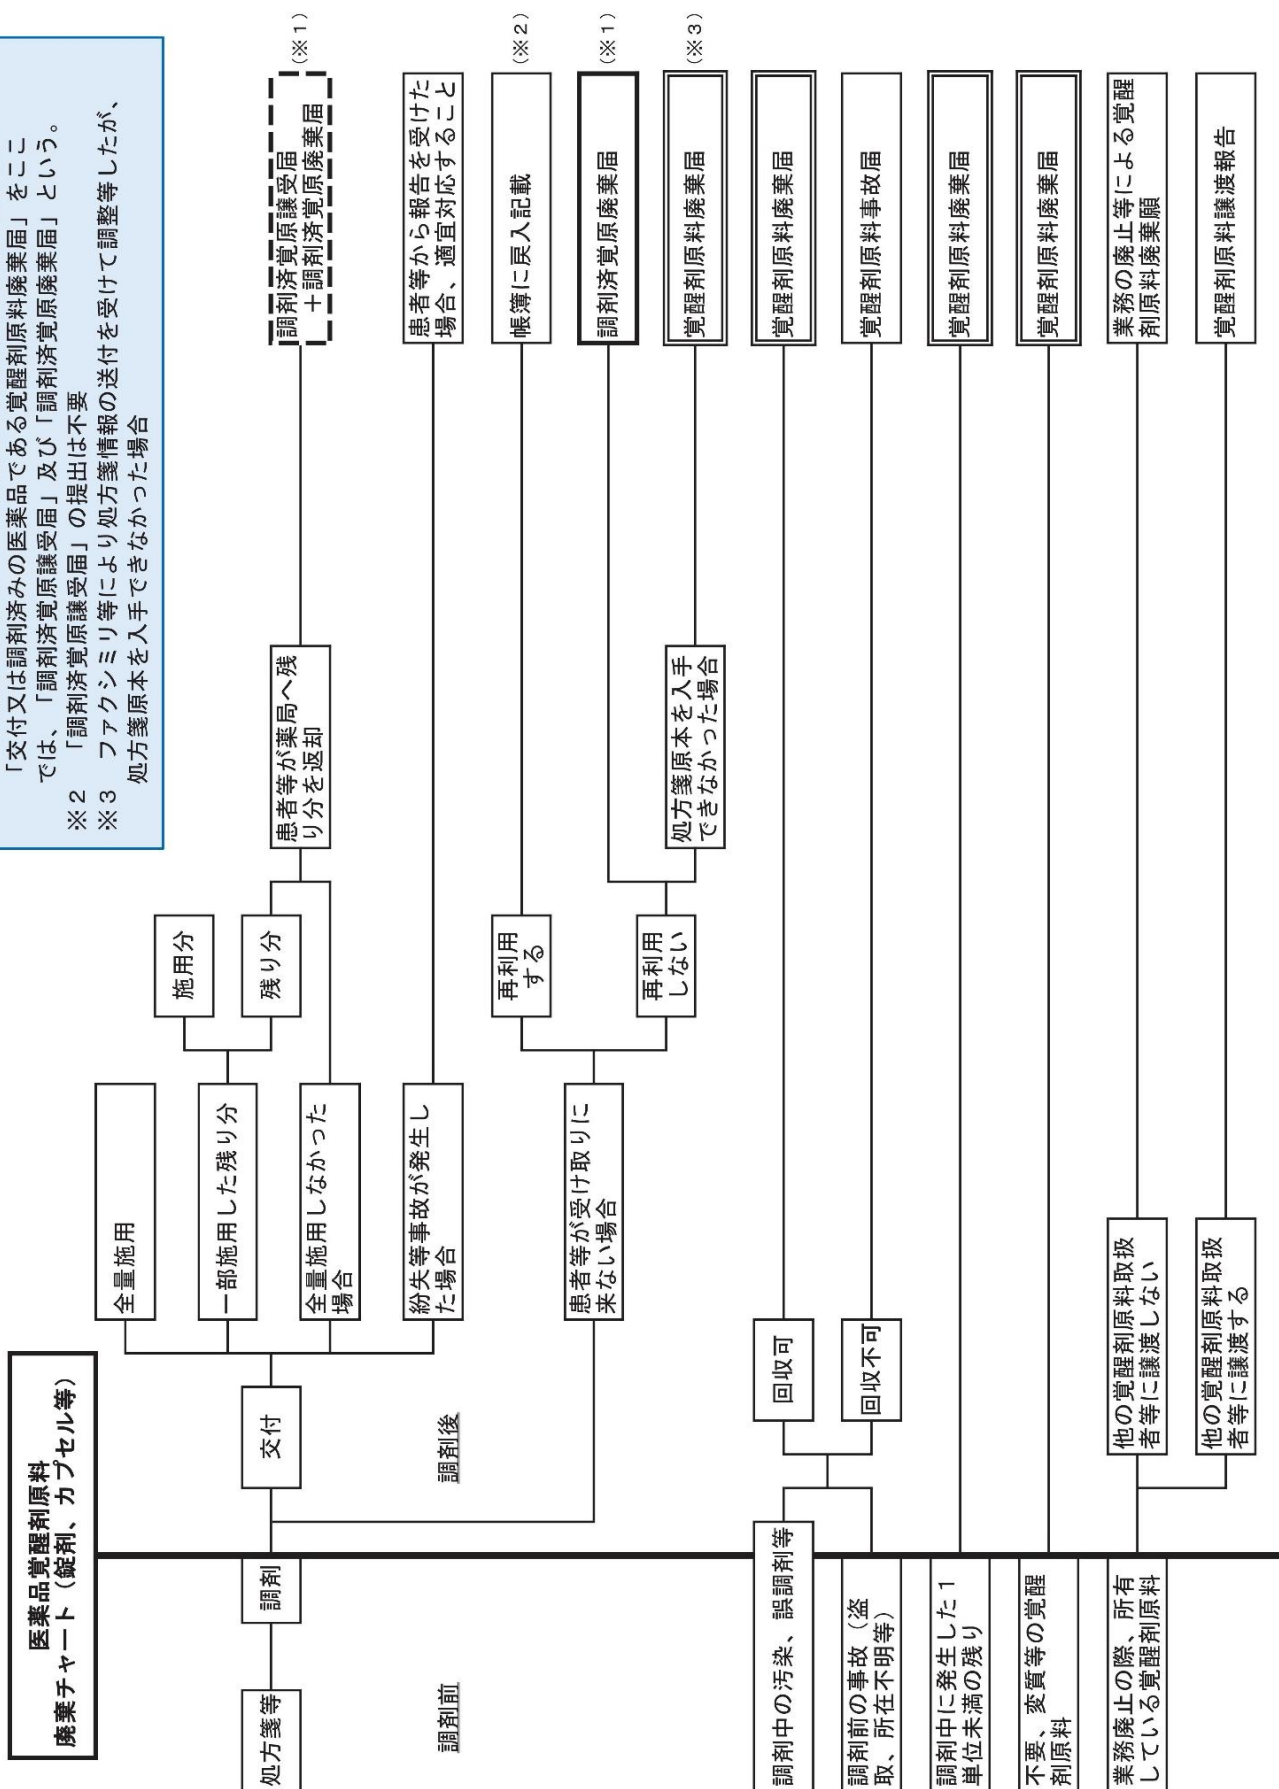 医薬品覚醒剤原料
廃棄チャート（錠剤、カプセル等）
「交付又は調剤済みの医薬品である覚醒剤原料廃棄届」をここ
では、「調剤済覚原譲受届」及び「調剤済覚原廃棄届」という。
※２　「調剤済覚原譲受届」の提出は不要
※３　ファクシミリ等により処方箋情報の送付を受けて調整等したが、
処方箋原本を入手できなかった場合
処方箋等
調剤
交付
調剤前
調剤後
全量施用
一部施用した残り分
施用分
残り分
全量施用しなかった
場合
患者等が薬局へ残
り分を返却
調剤済覚原譲受届
＋調剤済覚原廃棄届
（※１）
紛失等事故が発生し
た場合
患者等から報告を受けた
場合、適宜対応すること
患者等が受け取りに
来ない場合
再利用
する
帳簿に戻入記載
（※２）
再利用
しない
調剤済覚原廃棄届
（※１）
処方箋原本を入手
できなかった場合
覚醒剤原料廃棄届
（※３）
調剤中の汚染、誤調剤等
回収可
覚醒剤原料廃棄届
調剤前の事故（盗
取、所在不明等）
回収不可
覚醒剤原料事故届
調剤中に発生した１
単位未満の残り
覚醒剤原料廃棄届
不要、変質等の覚醒
剤原料
覚醒剤原料廃棄届
業務廃止の際、所有
している覚醒剤原料
他の覚醒剤原料取扱
者等に譲渡しない
業務の廃止等による覚醒
剤原料廃棄願
他の覚醒剤原料取扱
者等に譲渡する
覚醒剤原料譲渡報告